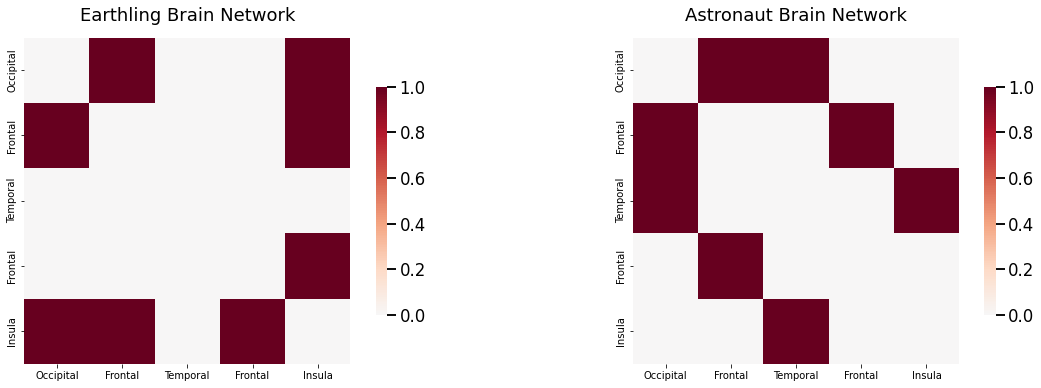 Earthling Brain Network
Astronaut Brain Network
Occipital
Frontal
Temporal
Frontal
Insula
Occipital Frontal Temporal Frontal Insula
1.0
0.8
0.6
0.4
0.2
0.0
Occipital
Frontal
Temporal
Frontal
Insula
Occipital Frontal Temporal Frontal Insula
1.0
0.8
0.6
0.4
0.2
0.0